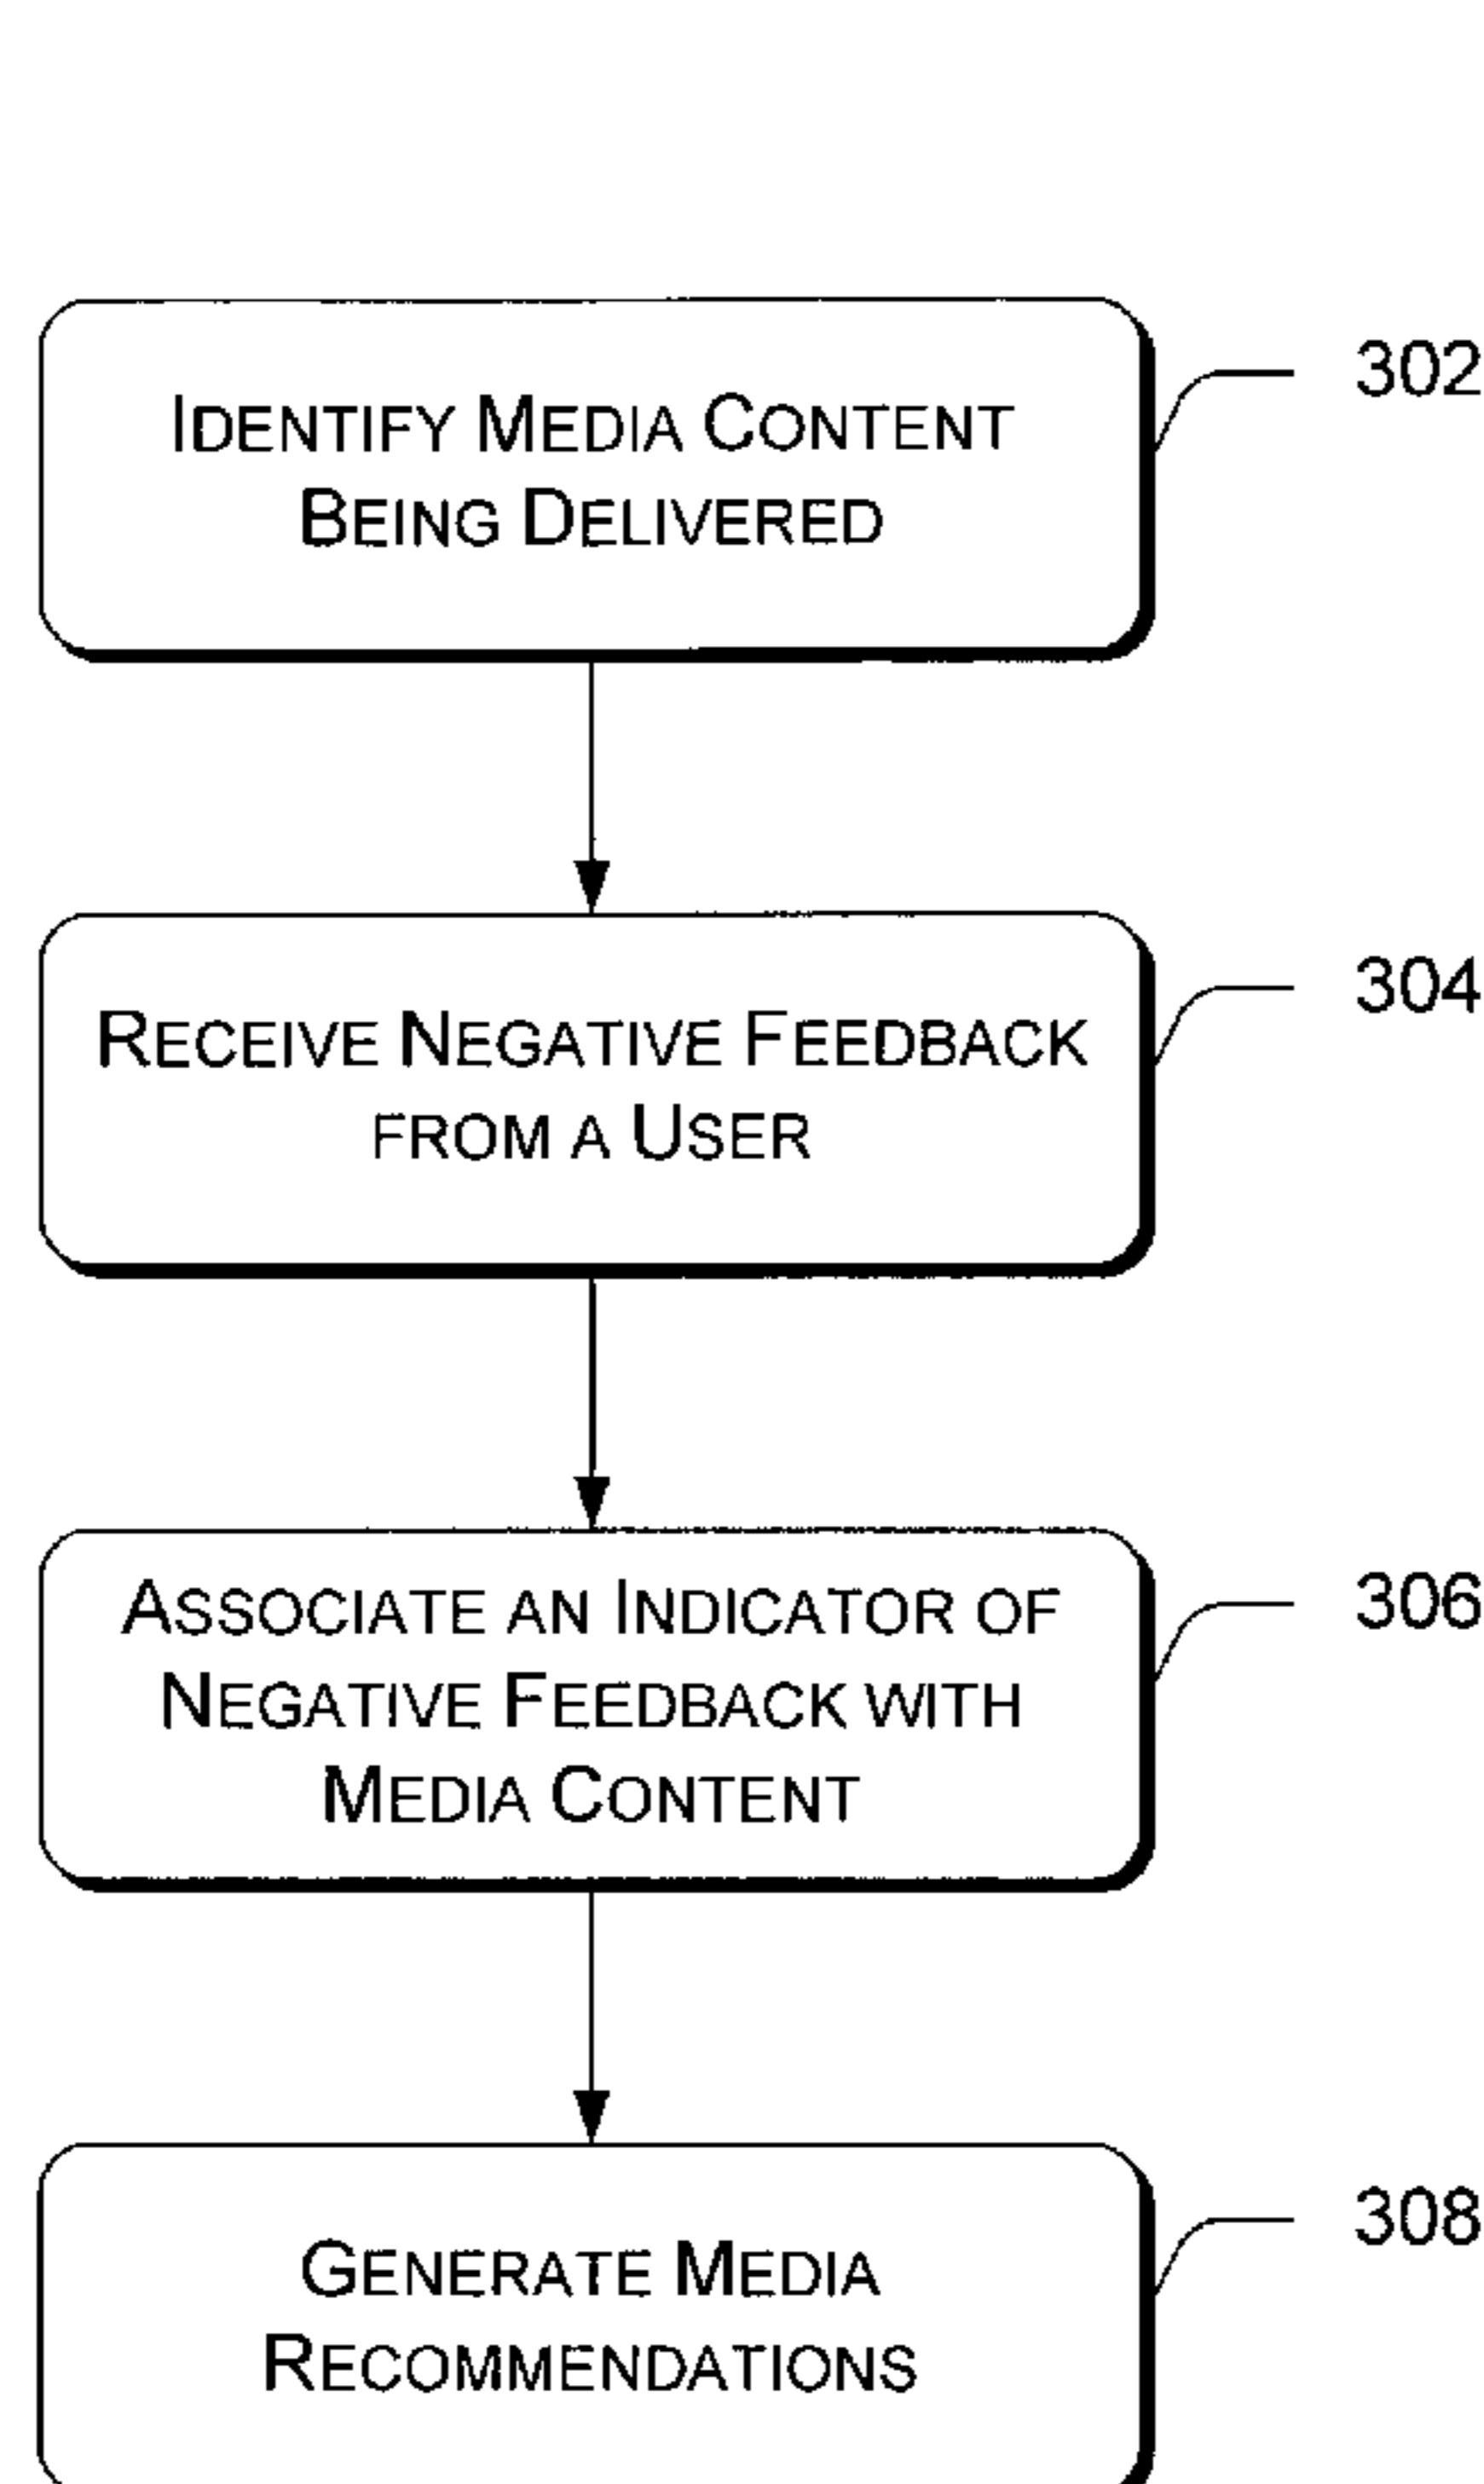 IDENTIFY MEDIA CONTENT
BEING DELIVERED
302
RECEIVE NEGATIVE FEEDBACK
FROM A USER
304
ASSOCIATE AN INDICATOR OF
NEGATIVE FEEDBACK WITH
MEDIA CONTENT
306
GENERATE MEDIA
RECOMMENDATIONS
308